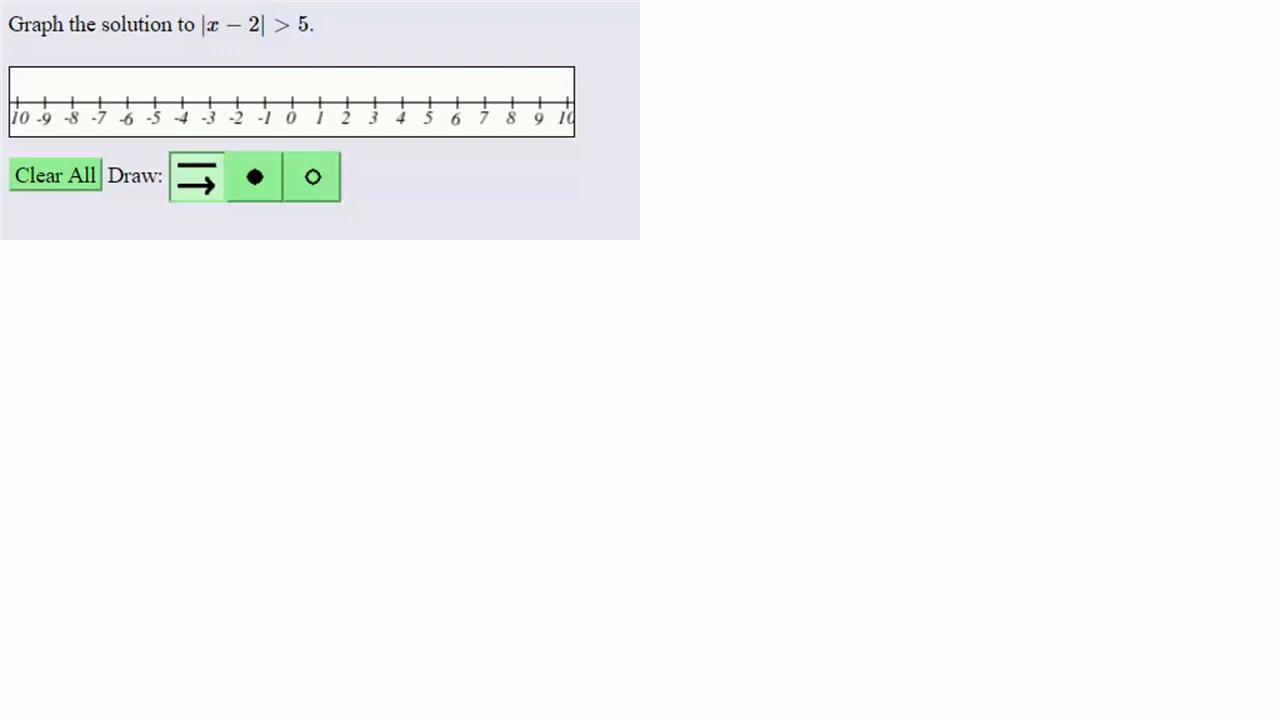 Graph the solution to |x − 2| > 5.
10 -9 -8 -7 -6 -5 -4 -3 -2 -1 0 1 2 3 4 5 6 7 8 9 10
Clear All Draw: